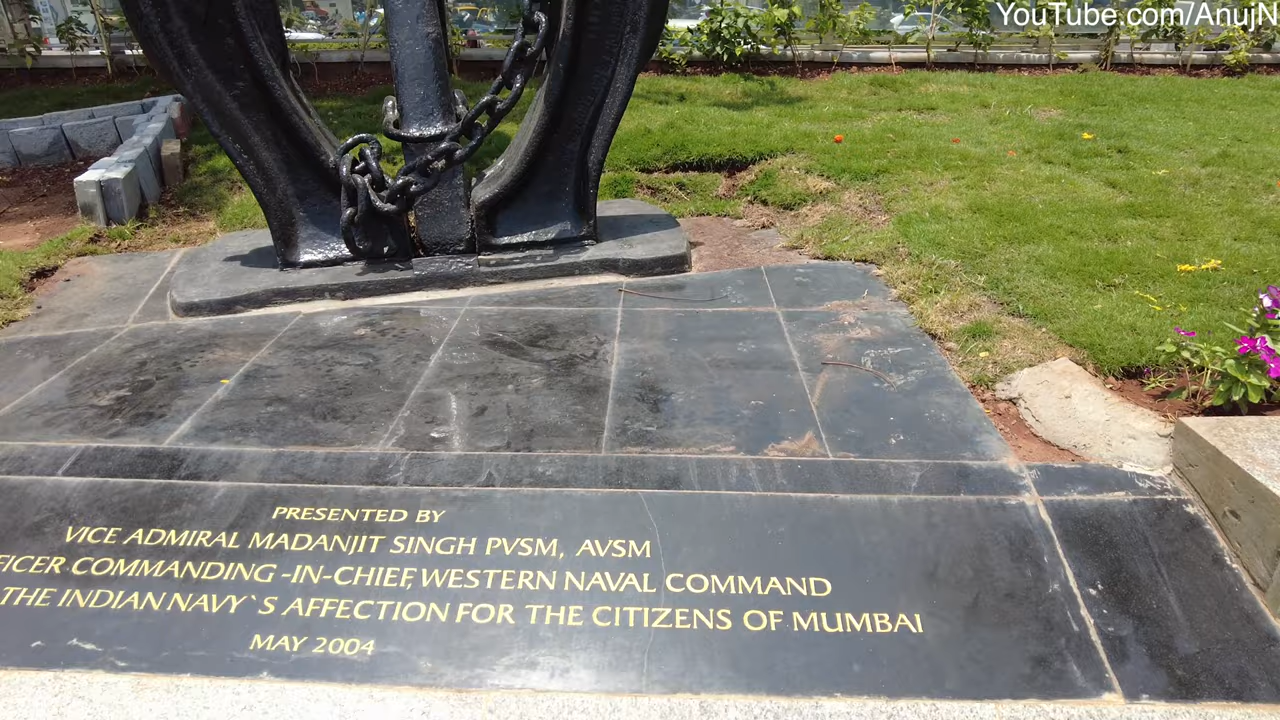 YouTube.com/AnujN
PRESENTED BY
VICE ADMIRAL MADANJIT SINGH PVSM, AVSM
FICER COMMANDING -IN-CHIEF, WESTERN NAVAL COMMAND
THE INDIAN NAVY`S AFFECTION FOR THE CITIZENS OF MUMBAI
MAY 2004